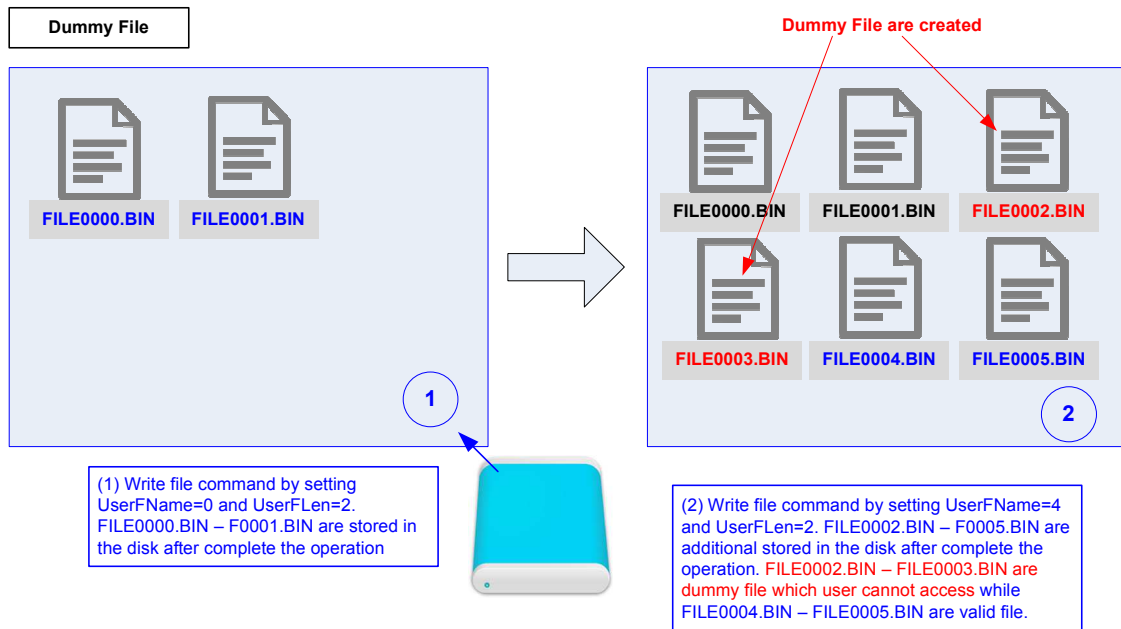 Dummy File
Dummy File are created
FILE0000.BIN
FILE0001.BIN
1
FILE0000.BIN
FILE0001.BIN
FILE0002.BIN
FILE0003.BIN
FILE0004.BIN
FILE0005.BIN
2
(1) Write file command by setting
UserFName=0 and UserFLen=2.
FILE0000.BIN – F0001.BIN are stored in
the disk after complete the operation
(2) Write file command by setting UserFName=4
and UserFLen=2. FILE0002.BIN – F0005.BIN are
additional stored in the disk after complete the
operation. FILE0002.BIN – FILE0003.BIN are
dummy file which user cannot access while
FILE0004.BIN – FILE0005.BIN are valid file.